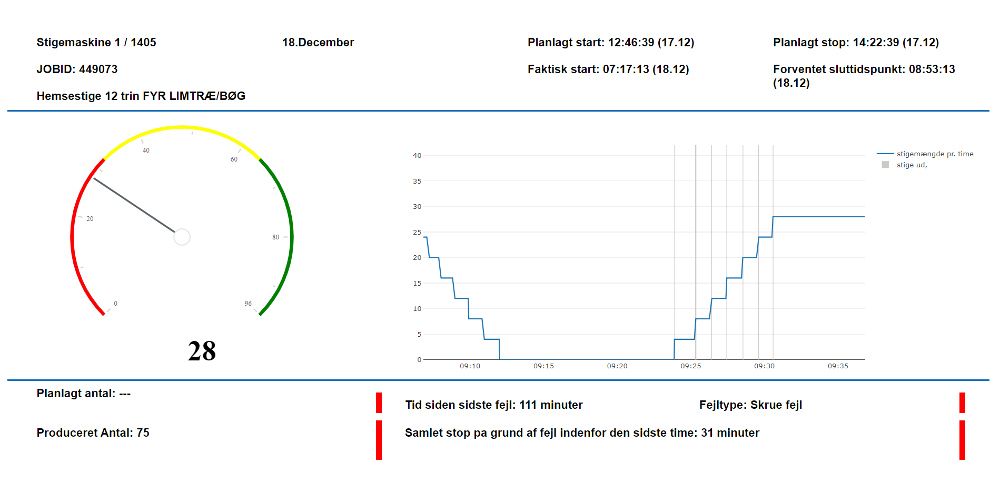 Stigemaskine 1 / 1405
18.December
Planlagt start: 12:46:39 (17.12)
Planlagt stop: 14:22:39 (17.12)
JOBID: 449073
Faktisk start: 07:17:13 (18.12)
Forventet sluttidspunkt: 08:53:13
(18.12)
Hemsestige 12 trin FYR LIMTRÆ/BØG
0
20
40
60
80
96
28
40
35
30
25
20
15
10
5
0
09:10
09:15
09:20
09:25
09:30
09:35
stigemængde pr. time
stige ud,
Planlagt antal: ---
Tid siden sidste fejl: 111 minuter
Fejltype: Skrue fejl
Produceret Antal: 75
Samlet stop pa grund af fejl indenfor den sidste time: 31 minuter